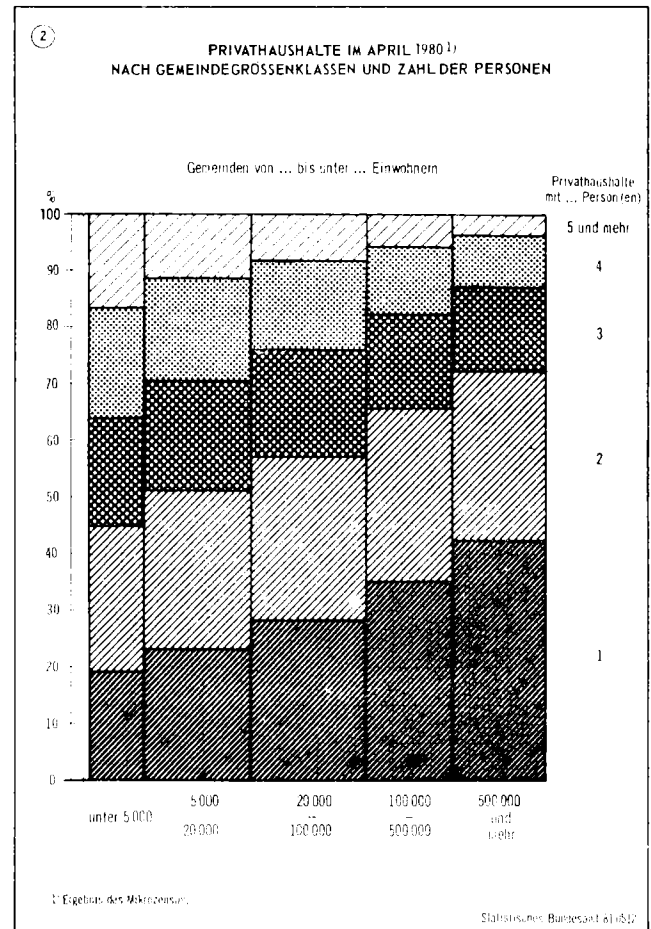 2
PRIVATHAUSHALTE IM APRIL 1980 1)
NACH GEMEINDEGRÖSSENKLASSEN UND ZAHL DER PERSONEN
Gemeinden von ... bis unter ... Einwohnern
Privathaushalte
mit ... Person(en)
%
100
90
80
70
60
50
40
30
20
10
0
5 und mehr
4
3
2
1
unter 5 000
5 000
20 000
20 000
–
100 000
100 000
–
500 000
500 000
und
mehr
1) Ergebnis des Mikrozensus.
Statistisches Bundesamt